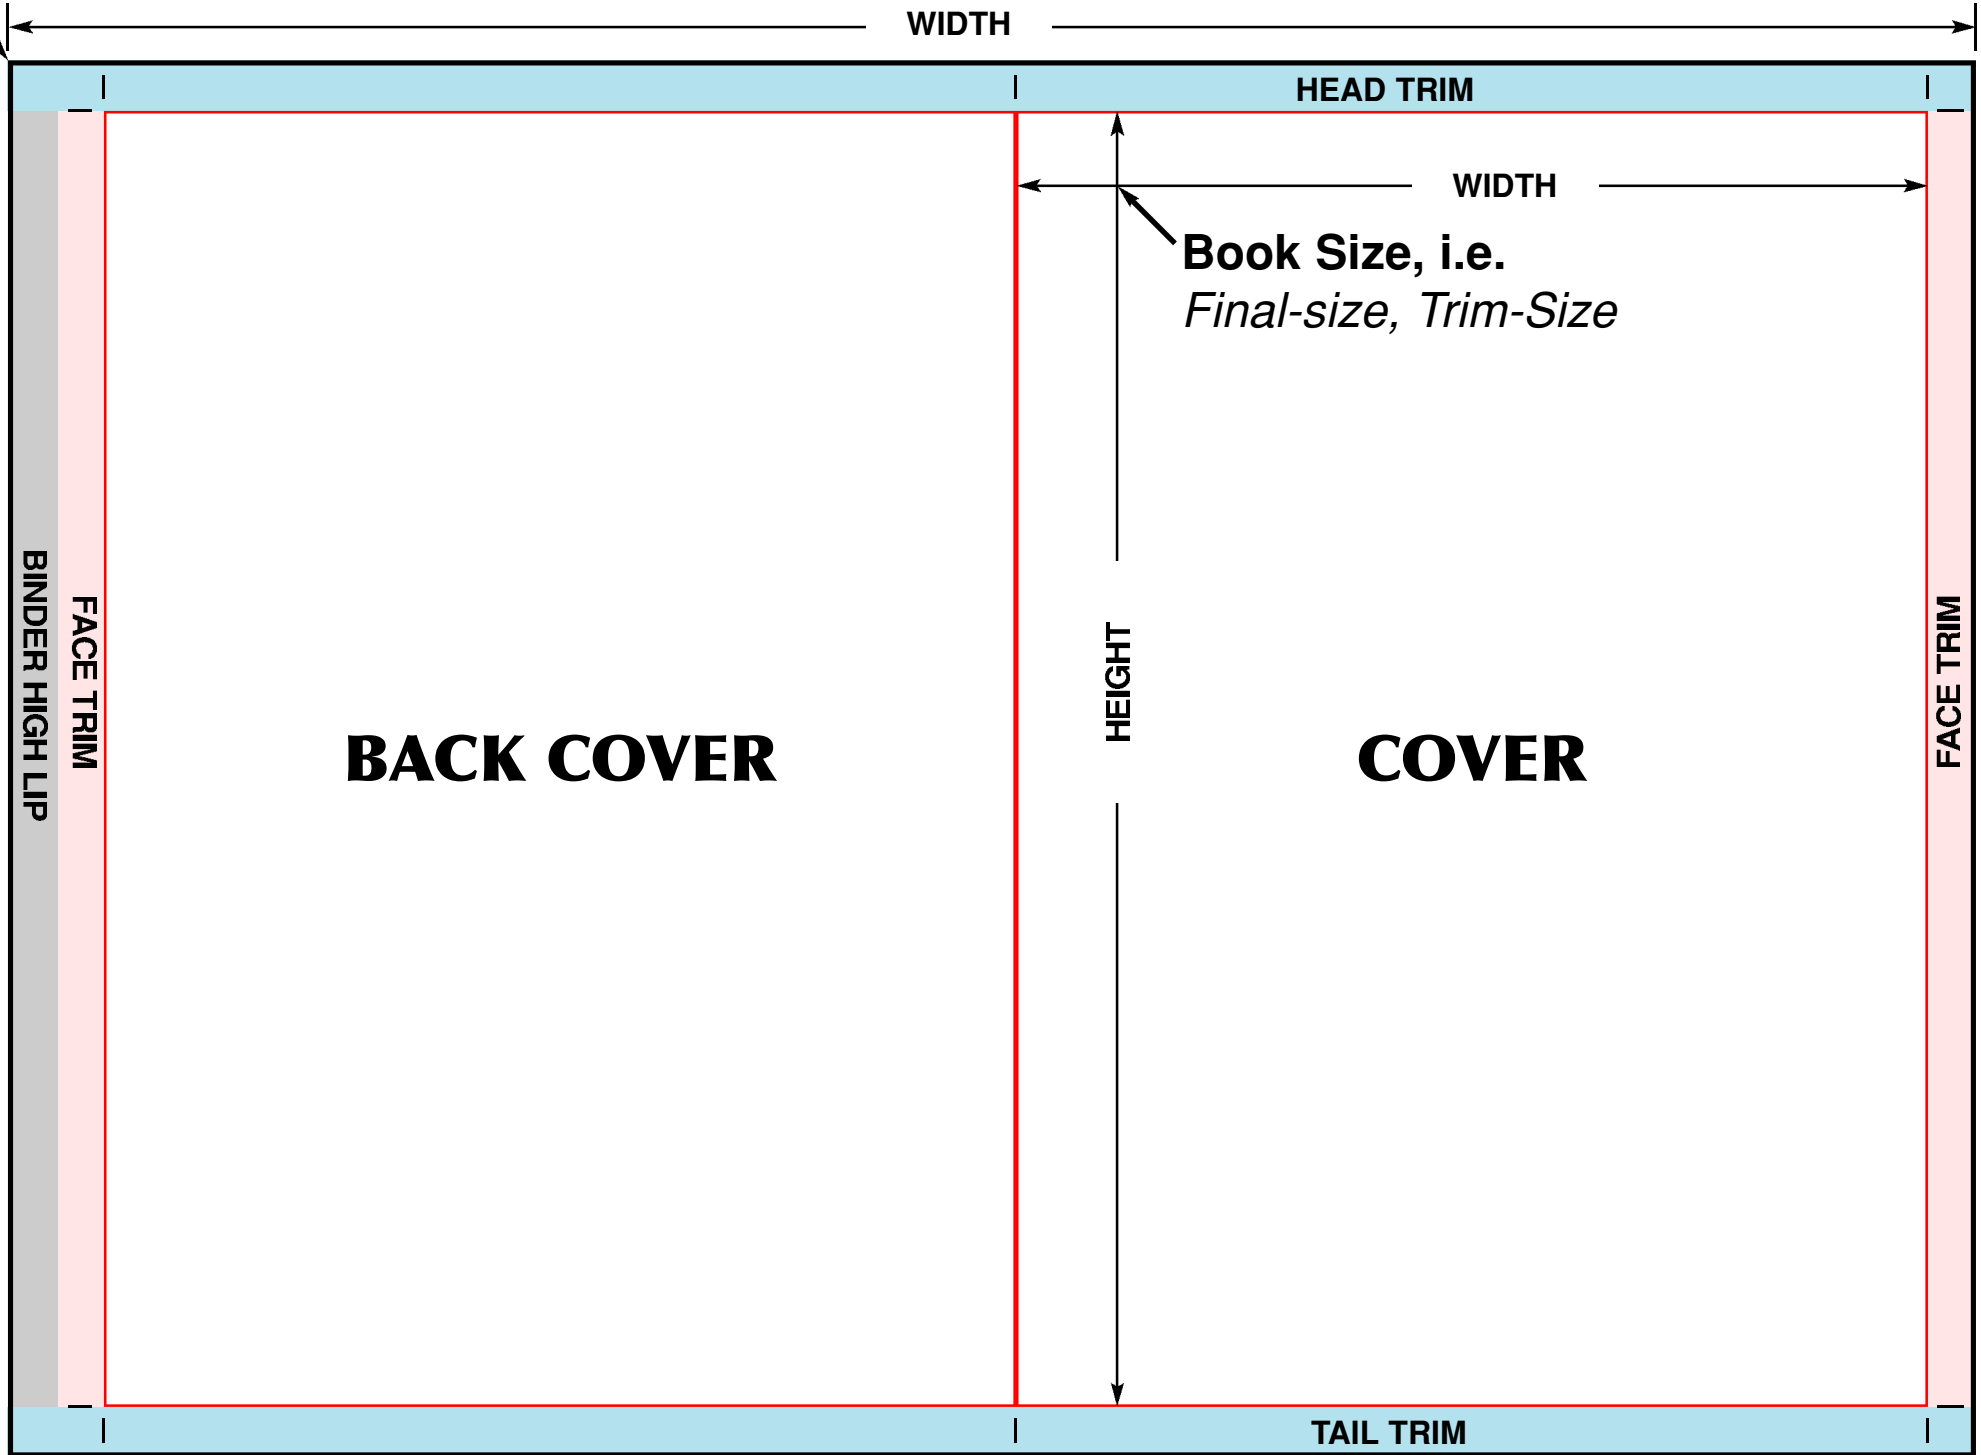 WIDTH
HEAD TRIM
WIDTH
Book Size, i.e.
Final-size, Trim-Size
BINDER HIGH LIP
FACE TRIM
BACK COVER
HEIGHT
COVER
FACE TRIM
TAIL TRIM